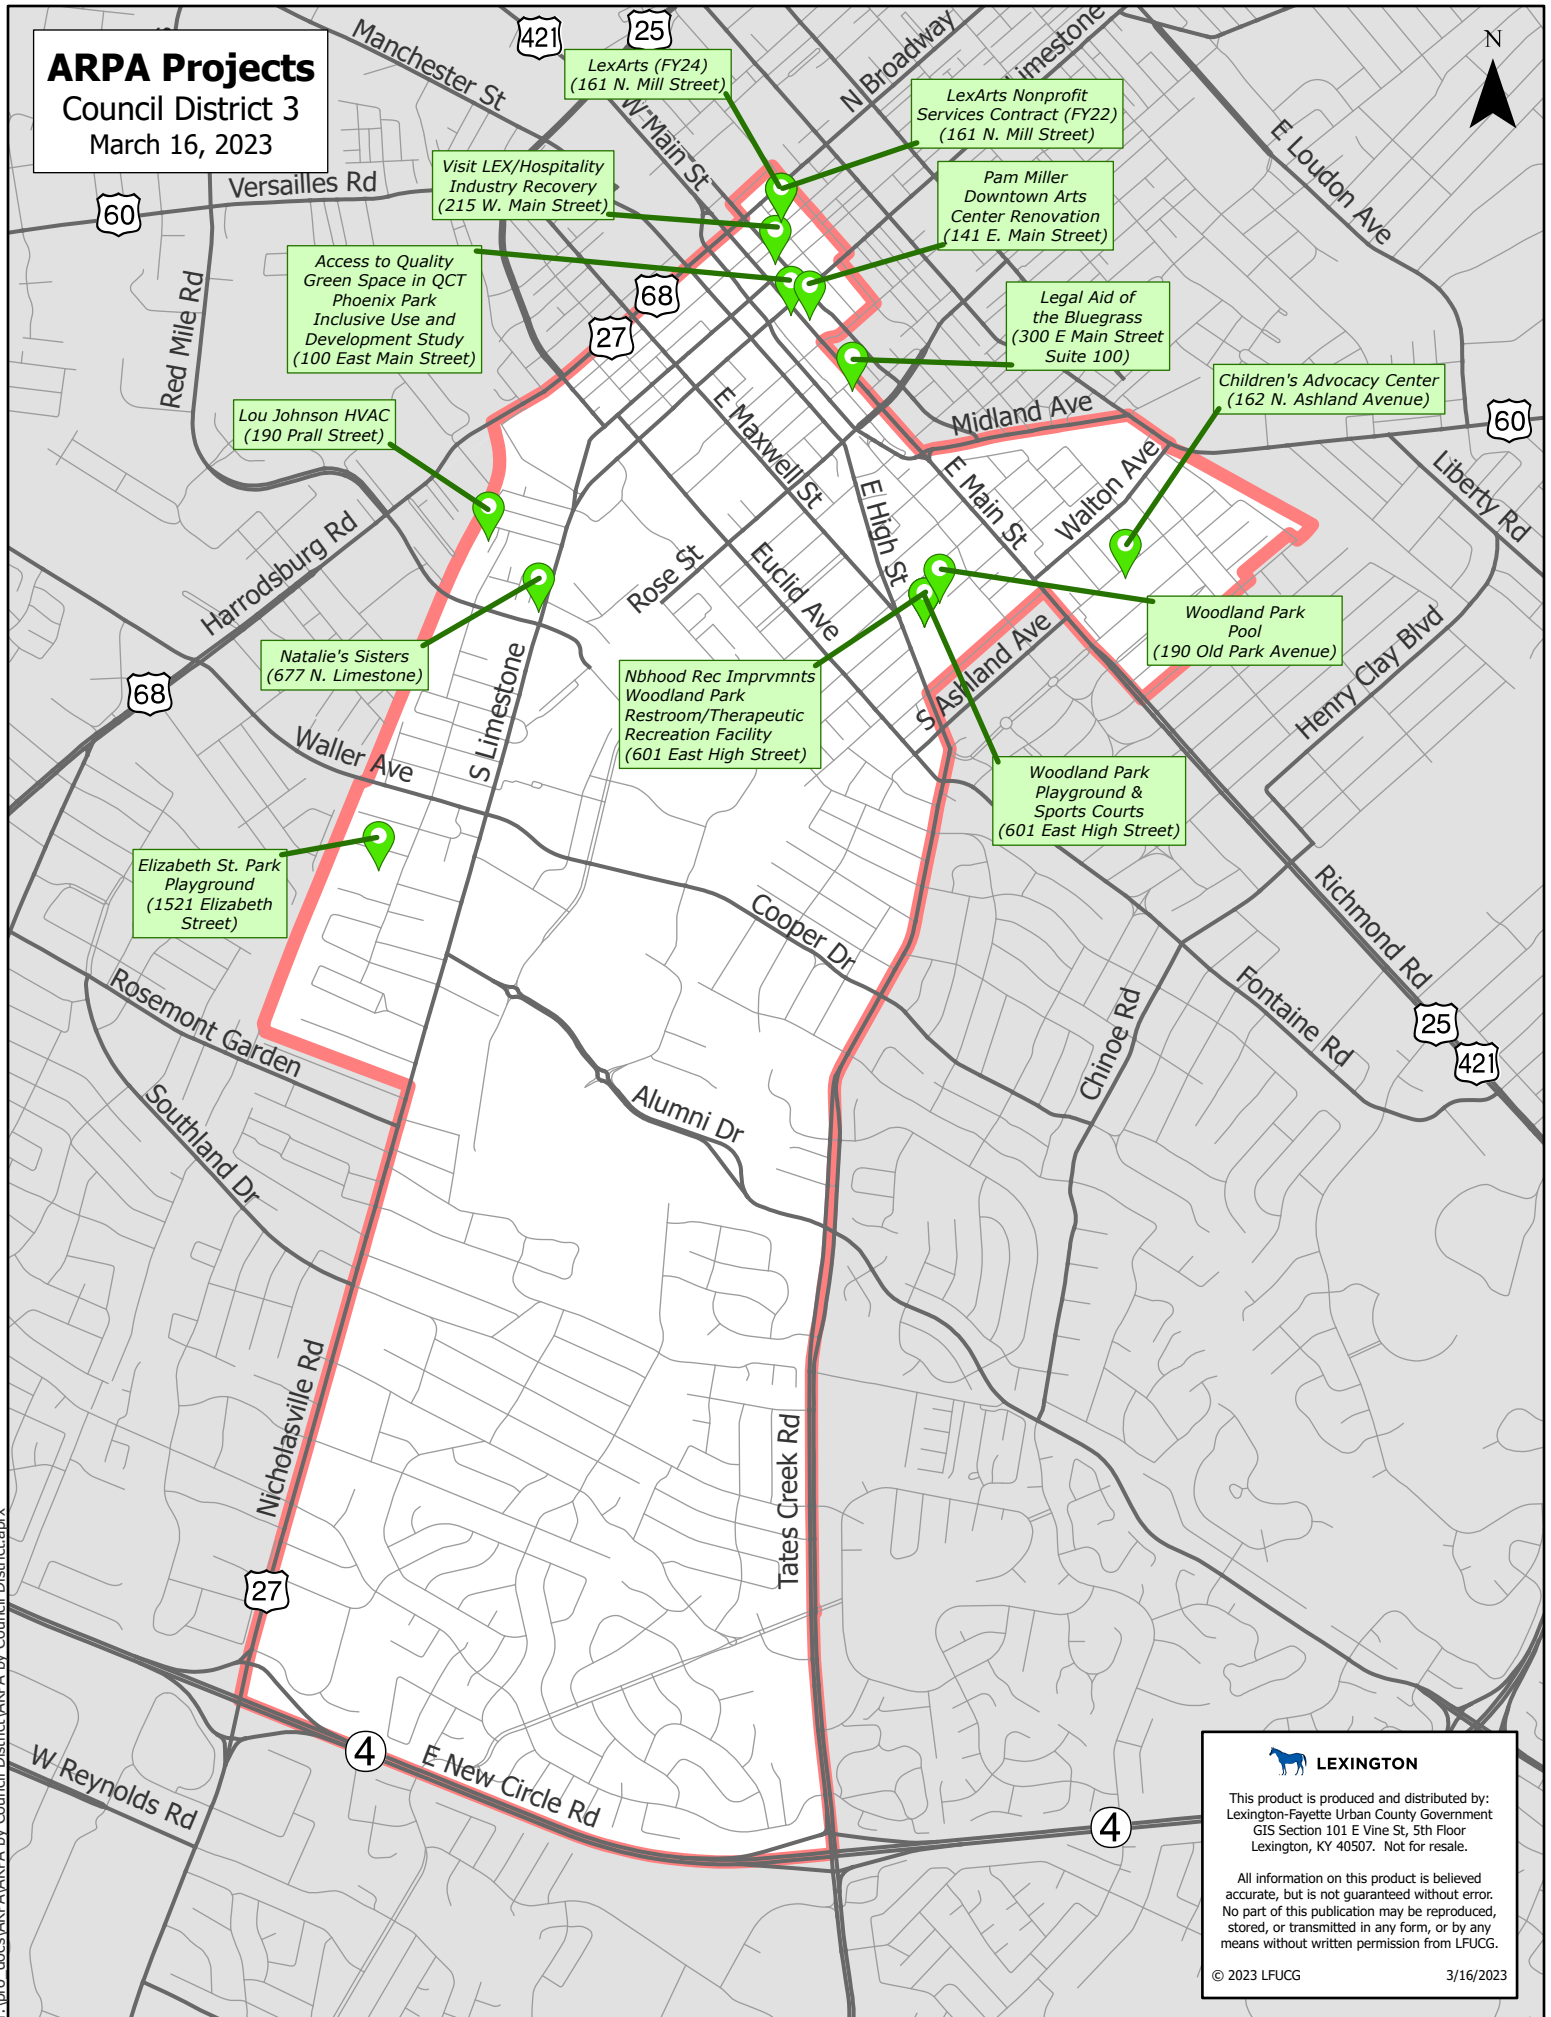 ARPA Projects
Council District 3
March 16, 2023
421
25
Manchester St
LexArts (FY24)
(161 N. Mill Street)
N Broadway
Limestone
N
W Main St
LexArts Nonprofit
Services Contract (FY22)
(161 N. Mill Street)
E Loudon Ave
Visit LEX/Hospitality
Industry Recovery
(215 W. Main Street)
Versailles Rd
60
Pam Miller
Downtown Arts
Center Renovation
(141 E. Main Street)
Access to Quality
Green Space in QCT
Phoenix Park
Inclusive Use and
Development Study
(100 East Main Street)
68
27
Red Mile Rd
Legal Aid of
the Bluegrass
(300 E Main Street
Suite 100)
Children's Advocacy Center
(162 N. Ashland Avenue)
Lou Johnson HVAC
(190 Prall Street)
E Maxwell St
Midland Ave
60
Liberty Rd
E Main St
Walton Ave
E High St
Harrodsburg Rd
Rose St
Euclid Ave
Woodland Park
Pool
(190 Old Park Avenue)
Natalie's Sisters
(677 N. Limestone)
68
S Limestone
Nbhood Rec Imprvmnts
Woodland Park
Restroom/Therapeutic
Recreation Facility
(601 East High Street)
S Ashland Ave
Henry Clay Blvd
Waller Ave
Woodland Park
Playground &
Sports Courts
(601 East High Street)
Elizabeth St. Park
Playground
(1521 Elizabeth
Street)
Cooper Dr
Richmond Rd
Rosemont Garden
Fontaine Rd
Chinoe Rd
25
421
Southland Dr
Alumni Dr
Nicholasville Rd
Tates Creek Rd
27
4
E New Circle Rd
W Reynolds Rd
4
LEXINGTON
This product is produced and distributed by:
Lexington-Fayette Urban County Government
GIS Section 101 E Vine St, 5th Floor
Lexington, KY 40507. Not for resale.
All information on this product is believed
accurate, but is not guaranteed without error.
No part of this publication may be reproduced,
stored, or transmitted in any form, or by any
means without written permission from LFUCG.
© 2023 LFUCG
3/16/2023